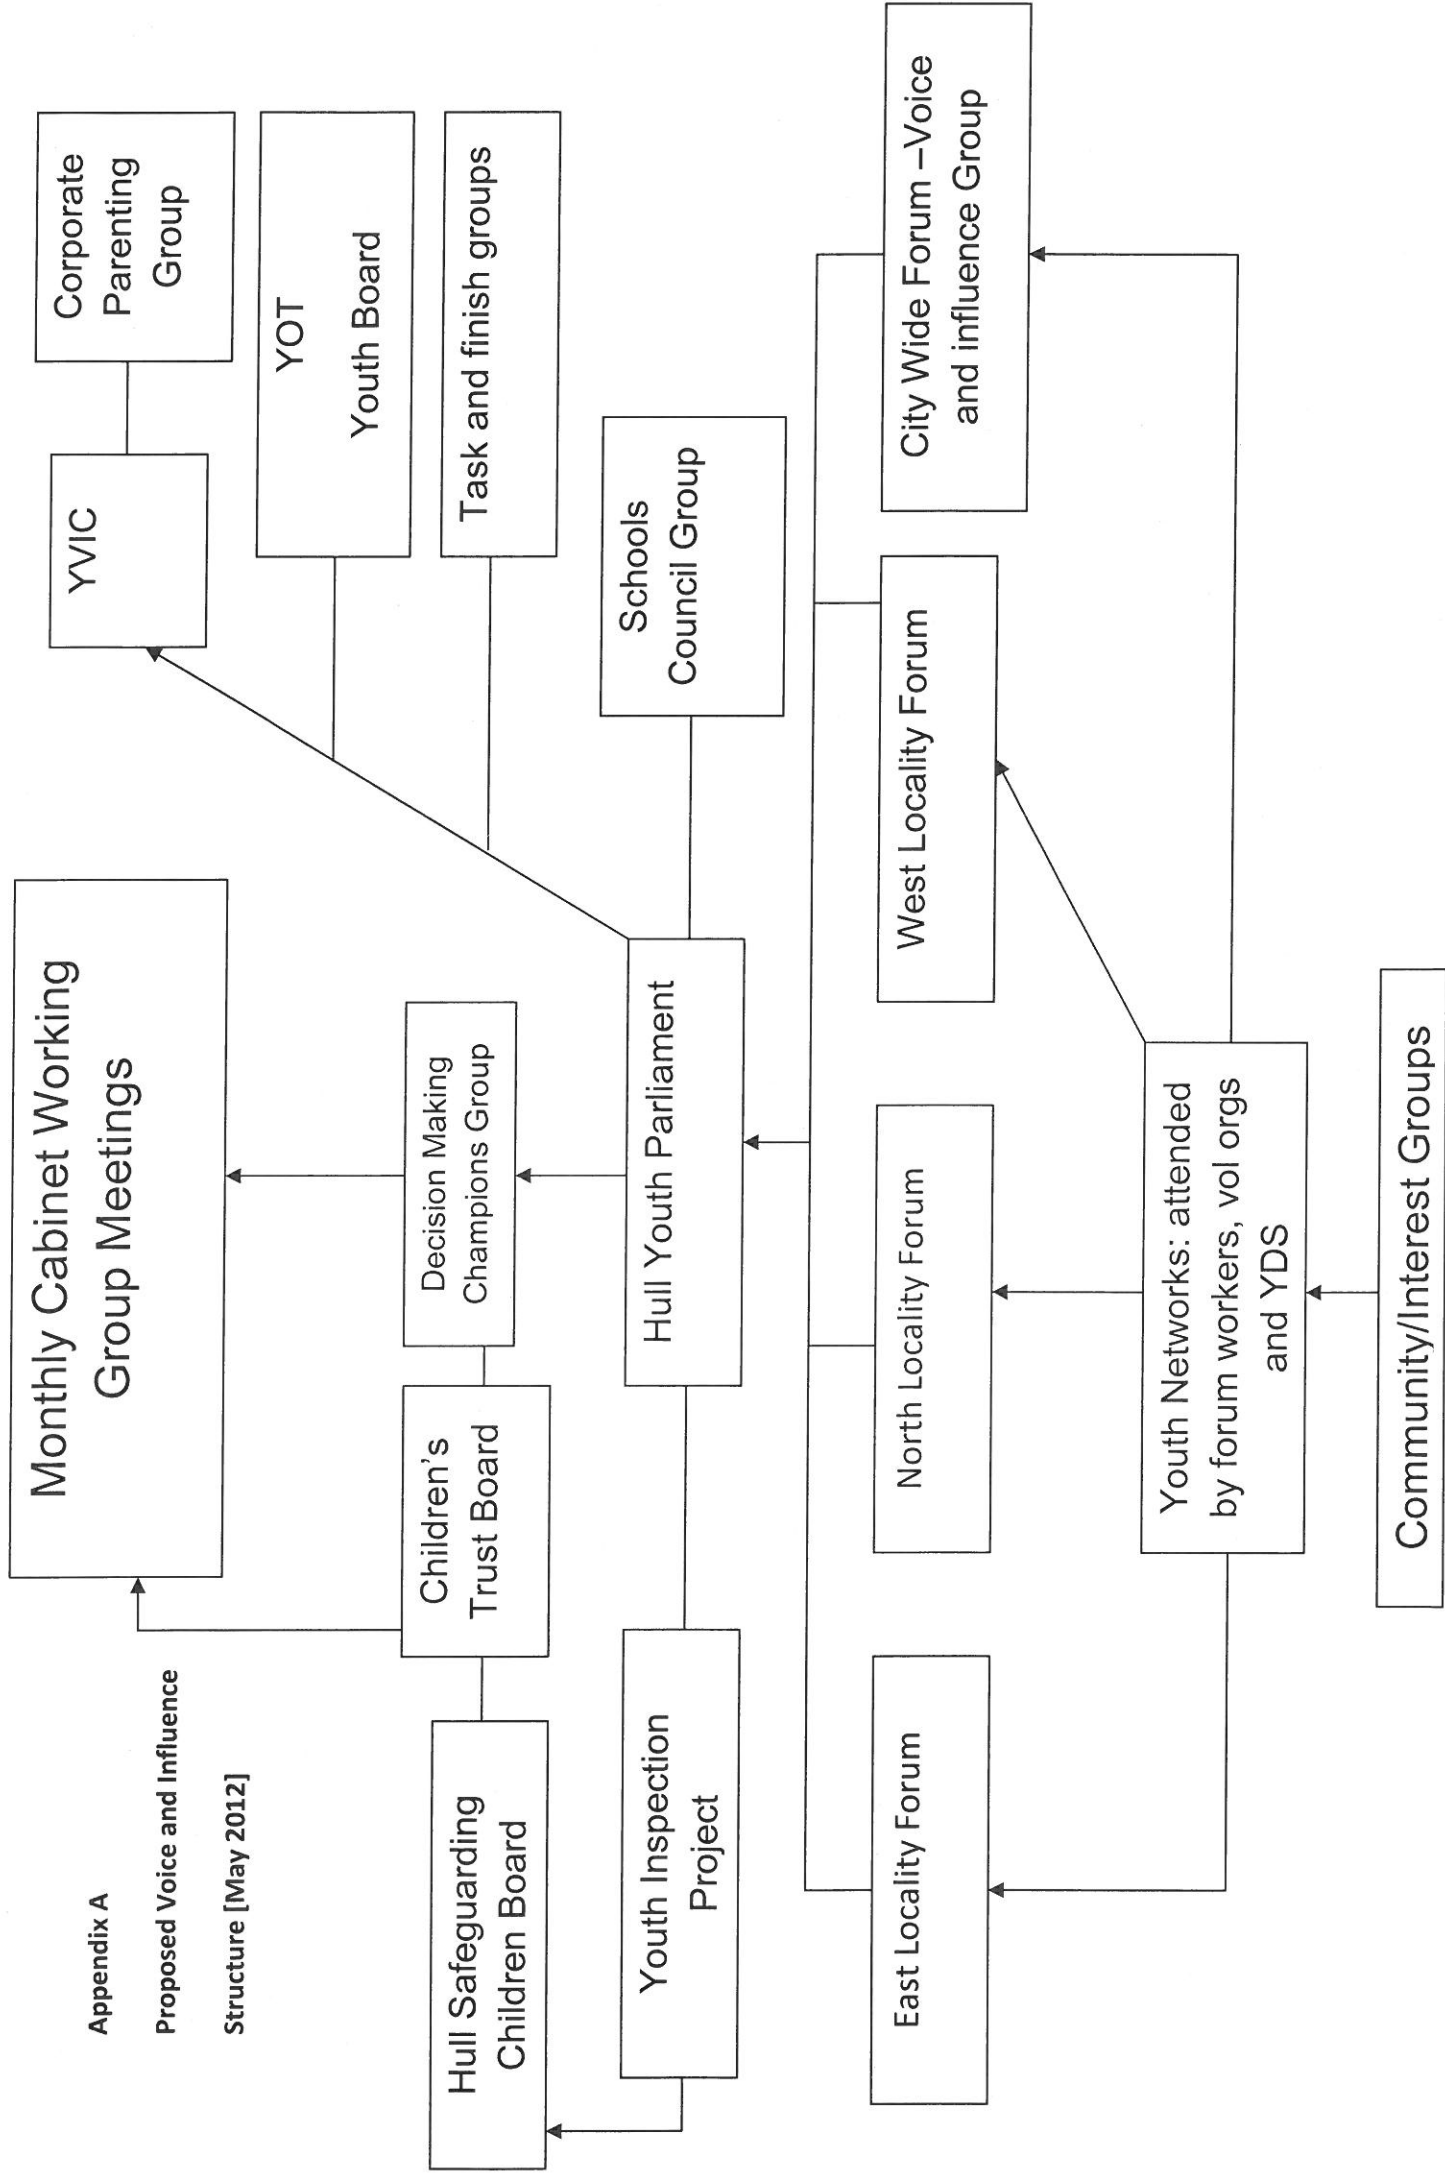 Appendix A
Proposed Voice and Influence
Structure [May 2012]
Monthly Cabinet Working
Group Meetings
YVIC
Corporate
Parenting
Group
YOT
Youth Board
Task and finish groups
Hull Safeguarding
Children Board
Children's
Trust Board
Decision Making
Champions Group
Youth Inspection
Project
Hull Youth Parliament
Schools
Council Group
East Locality Forum
North Locality Forum
West Locality Forum
City Wide Forum –Voice
and influence Group
Youth Networks: attended
by forum workers, vol orgs
and YDS
Community/Interest Groups